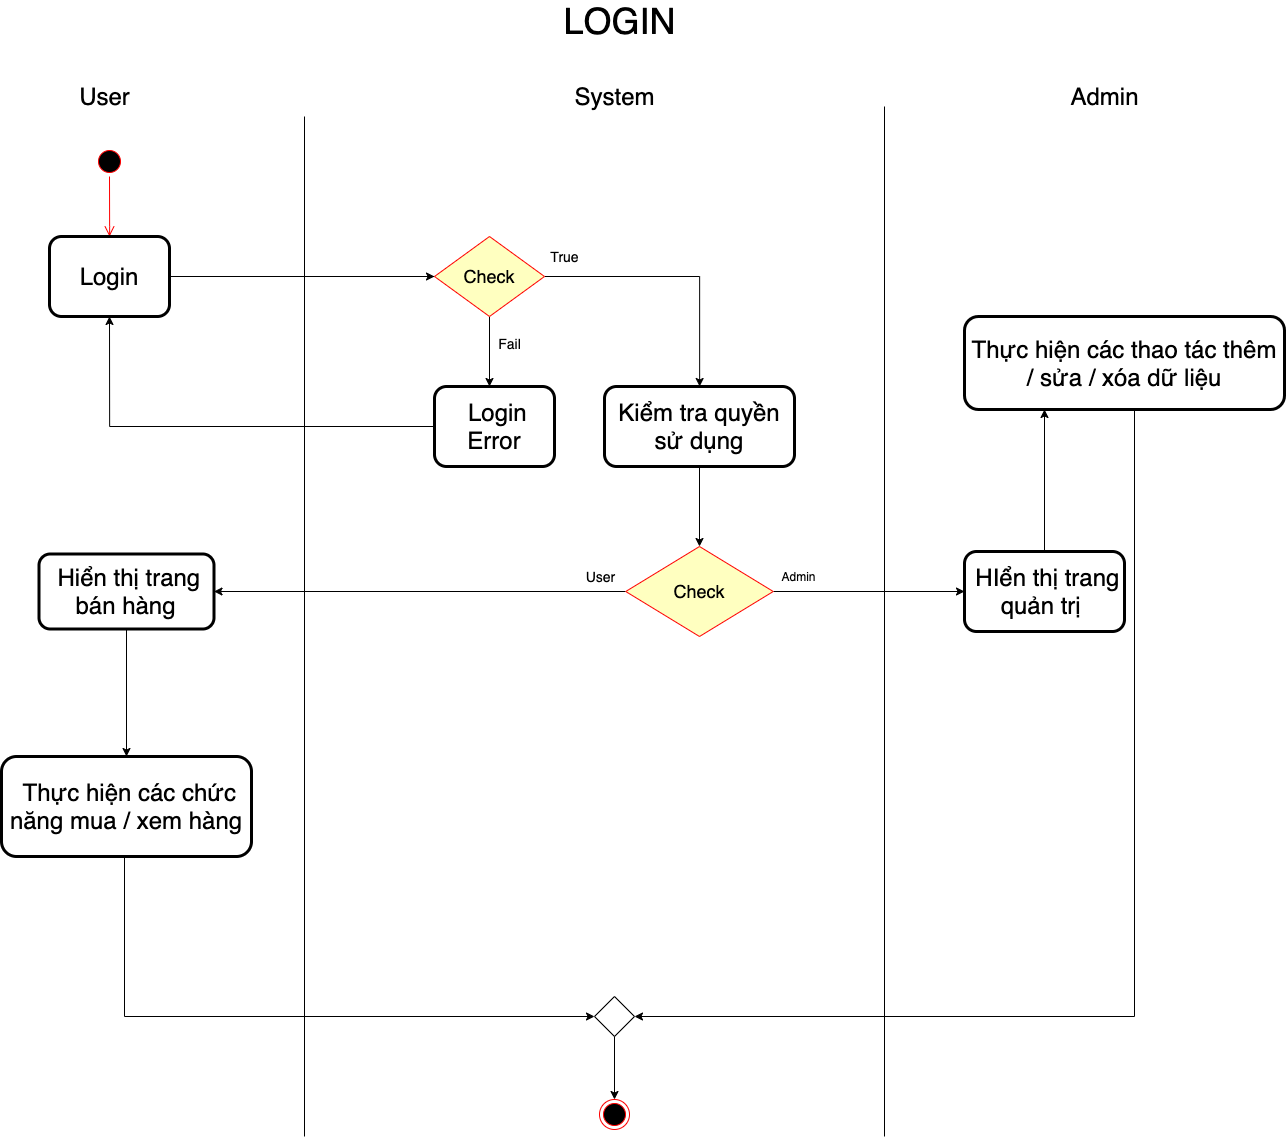 LOGIN
User
System
Admin
Login
Check
True
Fail
Login
Error
Kiểm tra quyền
sử dụng
Thực hiện các thao tác thêm
/ sửa / xóa dữ liệu
User
Check
Admin
Hiển thị trang
bán hàng
HIển thị trang
quản trị
Thực hiện các chức
năng mua / xem hàng